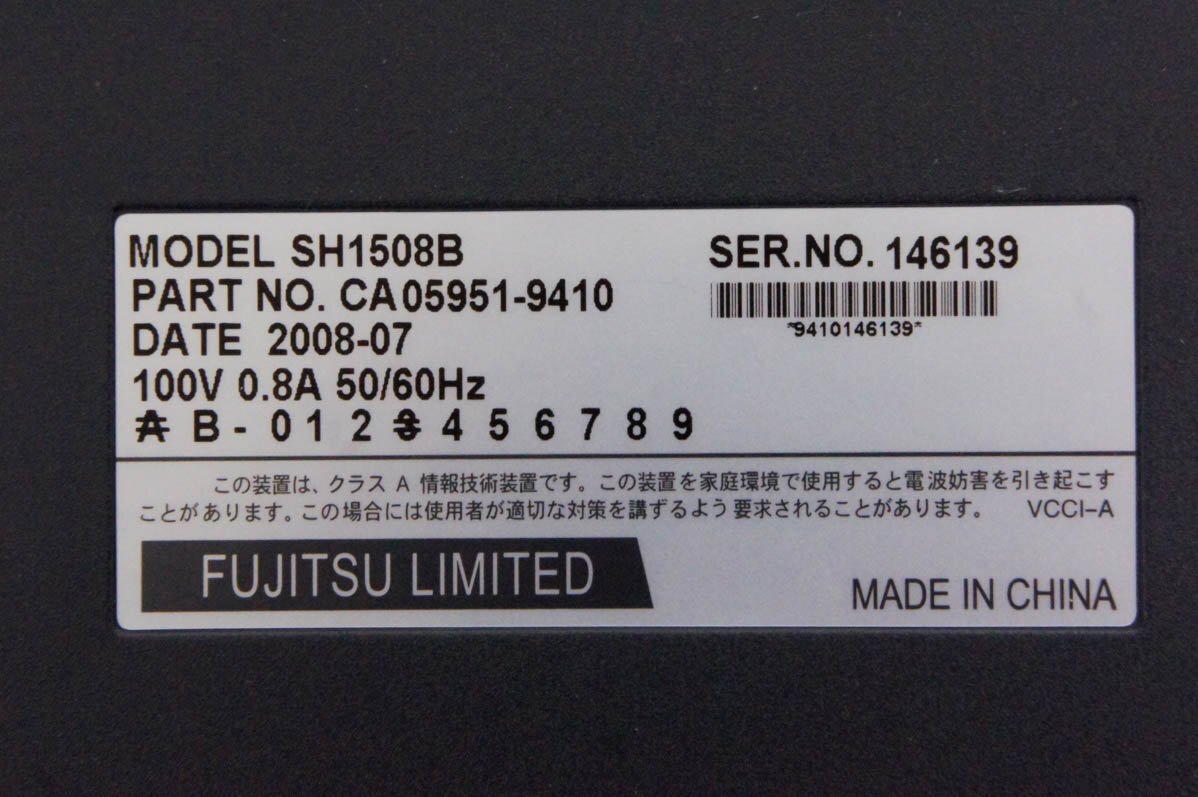 MODEL SH1508B
SER.NO. 146139
PART NO. CA05951-9410
*9410146139*
DATE 2008-07
100V 0.8A 50/60Hz
A B - 0 1 2 3 4 5 6 7 8 9
この装置は、クラス A 情報技術装置です。この装置を家庭環境で使用すると電波妨害を引き起こす
ことがあります。この場合には使用者が適切な対策を講ずるよう要求されることがあります。 VCCI-A
FUJITSU LIMITED
MADE IN CHINA